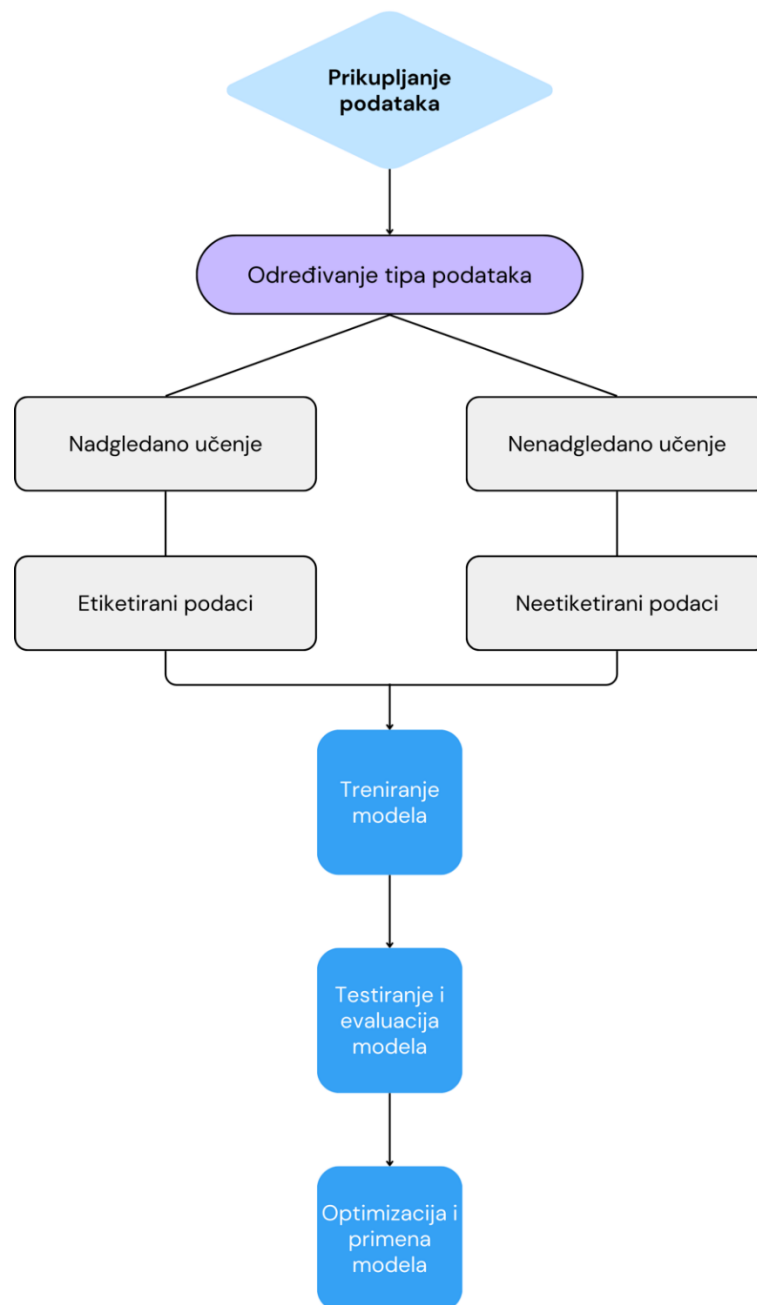 Prikupljanje
podataka
Određivanje tipa podataka
Nadgledano učenje
Nenadgledano učenje
Etiketirani podaci
Neetiketirani podaci
Treniranje
modela
Testiranje i
evaluacija
modela
Optimizacija i
primena
modela